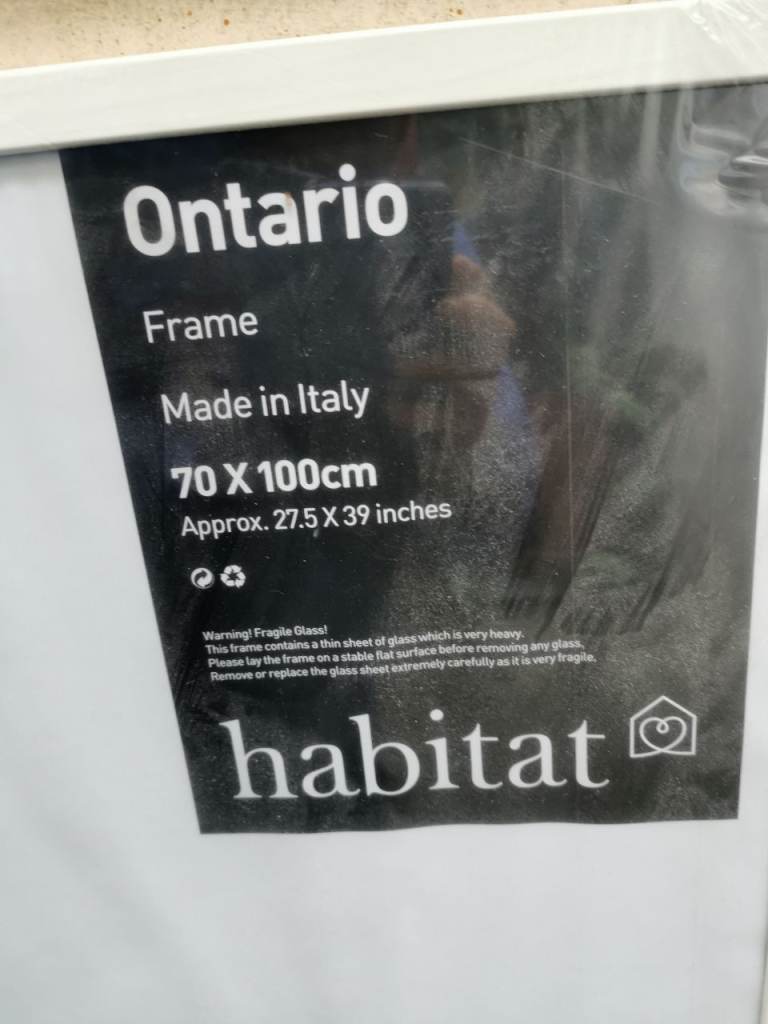 Ontario
Frame
Made in Italy
70 X 100cm
Approx. 27.5 X 39 inches
Warning! Fragile Glass!
This frame contains a thin sheet of glass which is very heavy.
Please lay the frame on a stable flat surface before removing any glass.
Remove or replace the glass sheet extremely carefully as it is very fragile.
habitat